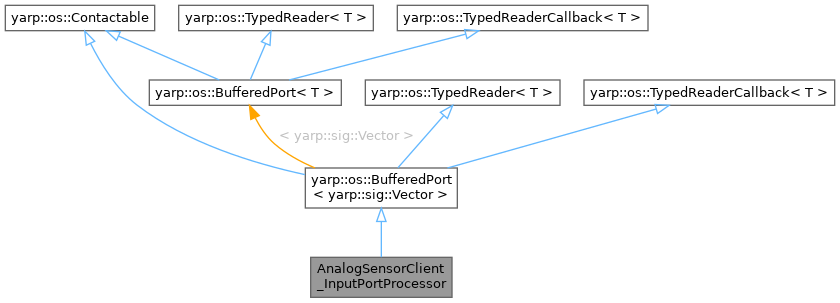 yarp::os::Contactable
yarp::os::TypedReader< T >
yarp::os::TypedReaderCallback< T >
yarp::os::BufferedPort< T >
yarp::os::TypedReader< T >
yarp::os::TypedReaderCallback< T >
< yarp::sig::Vector >
yarp::os::BufferedPort
< yarp::sig::Vector >
AnalogSensorClient
_InputPortProcessor